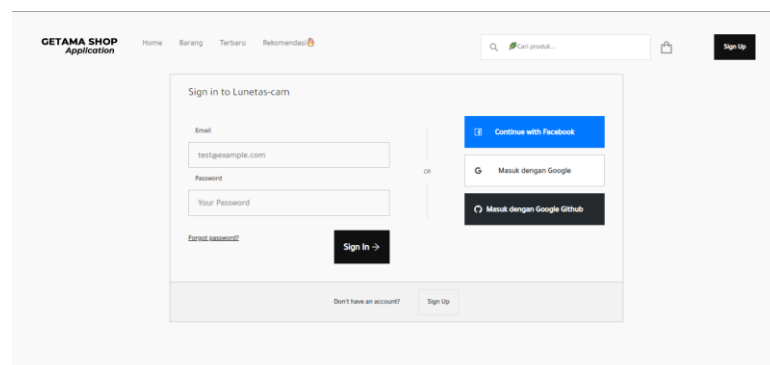 GETAMA SHOP
Application
Home Barang Terbaru Rekomendasi
Cari produk...
Sign Up
Sign in to Lunetas-cam
Email
test@example.com
Password
Your Password
Forgot password?
Sign In →
OR
Continue with Facebook
Masuk dengan Google
Masuk dengan Google Github
Don't have an account?
Sign Up